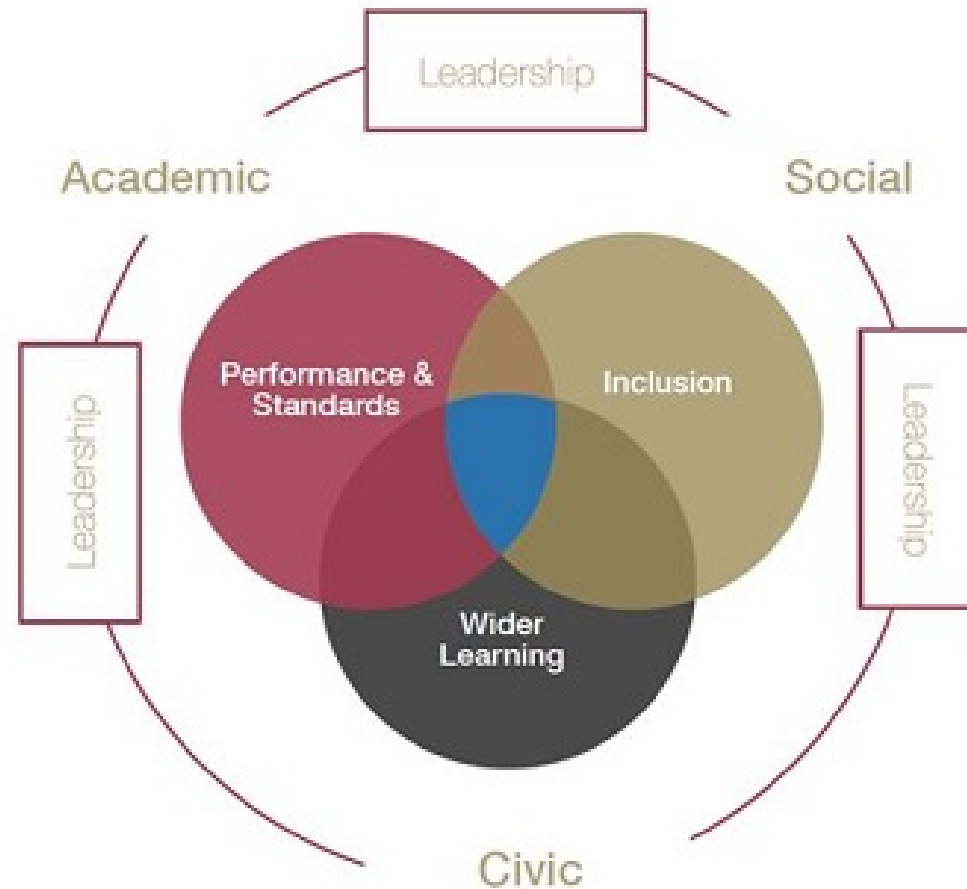 Leadership
Academic
Social
Performance &
Standards
Inclusion
Leadership
Leadership
Wider
Learning
Civic